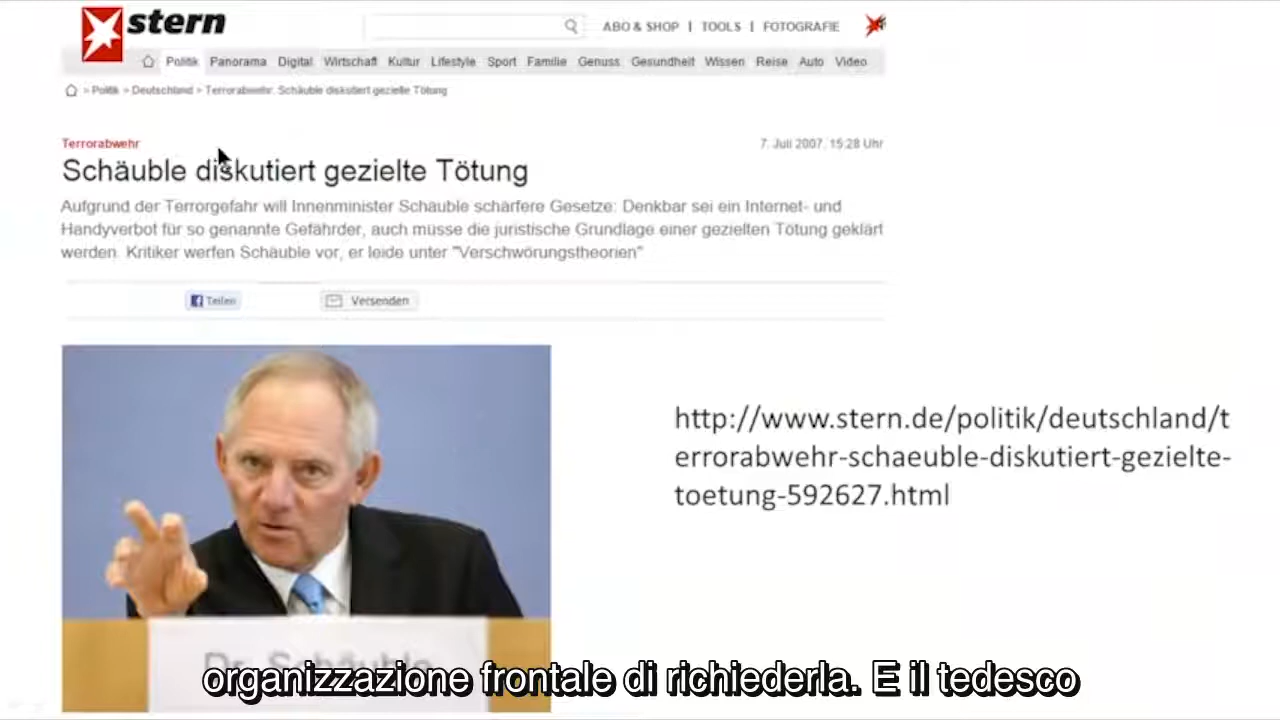 stern
ABO & SHOP | TOOLS | FOTOGRAFIE
Politik Panorama Digital Wirtschaft Kultur Lifestyle Sport Familie Genuss Gesundheit Wissen Reise Auto Video
> Politik > Deutschland > Terrorabwehr: Schäuble diskutiert gezielte Tötung
Terrorabwehr
7. Juli 2007, 15:28 Uhr
Schäuble diskutiert gezielte Tötung
Aufgrund der Terrorgefahr will Innenminister Schäuble schärfere Gesetze: Denkbar sei ein Internet- und
Handyverbot für so genannte Gefährder, auch müsse die juristische Grundlage einer gezielten Tötung geklärt
werden. Kritiker werfen Schäuble vor, er leide unter "Verschwörungstheorien"
Teilen Versenden
http://www.stern.de/politik/deutschland/t
errorabwehr-schaeuble-diskutiert-gezielte-
toetung-592627.html
Dr. Schäuble
organizzazione frontale di richiederla. E il tedesco